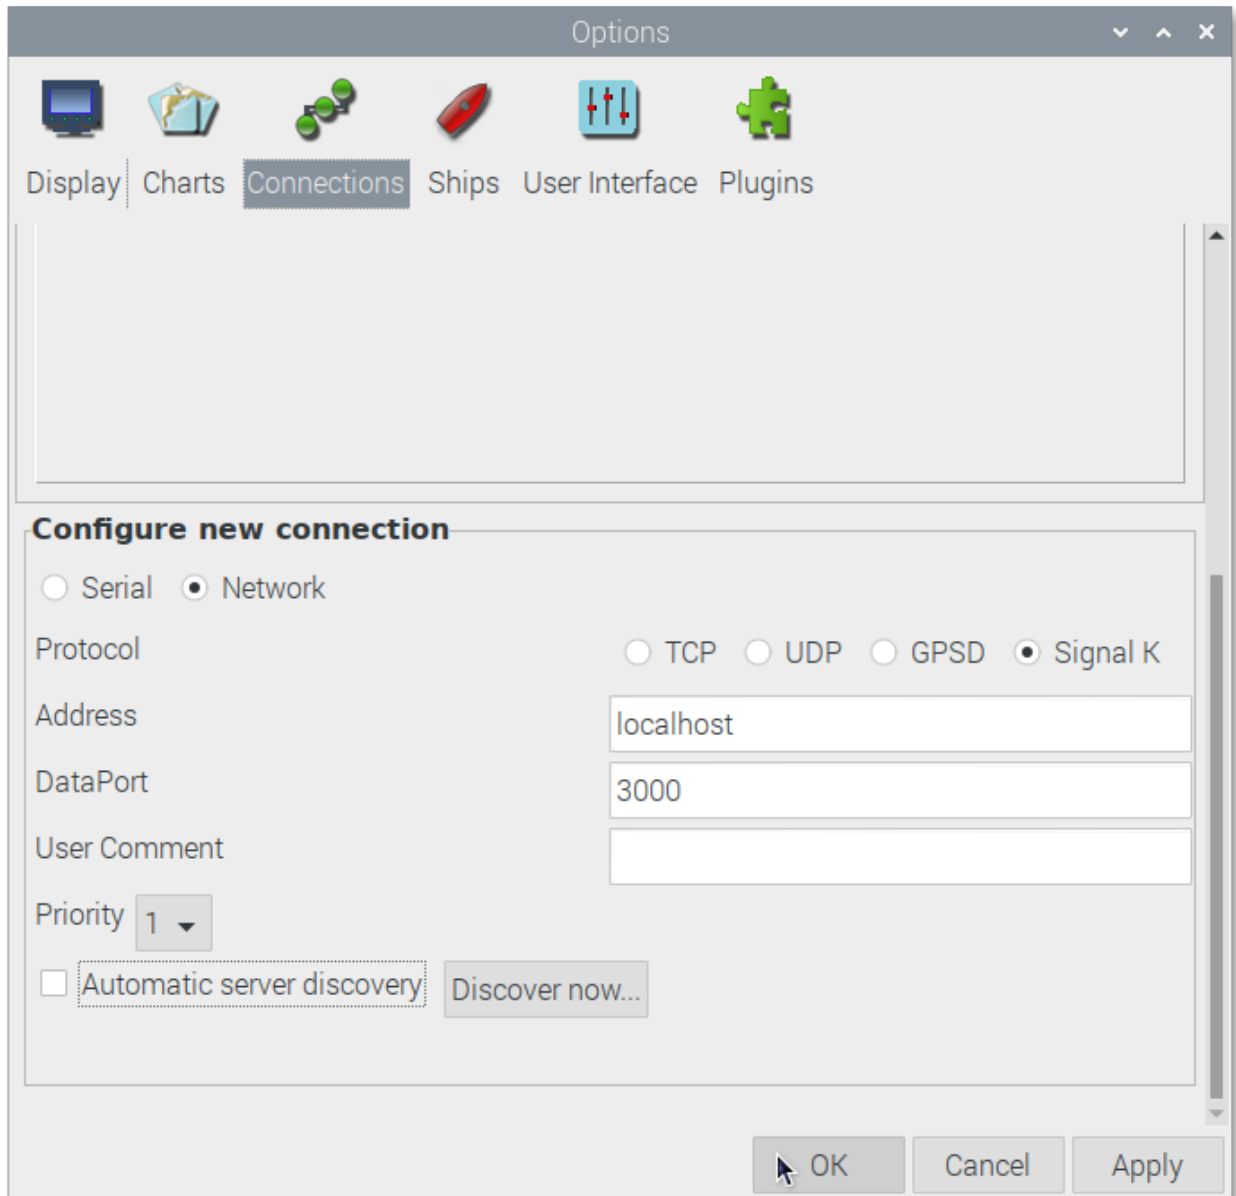 Options
Display Charts Connections Ships User Interface Plugins
Configure new connection
Serial Network
Protocol TCP UDP GPSD Signal K
Address localhost
DataPort 3000
User Comment
Priority 1
Automatic server discovery Discover now...
OK Cancel Apply